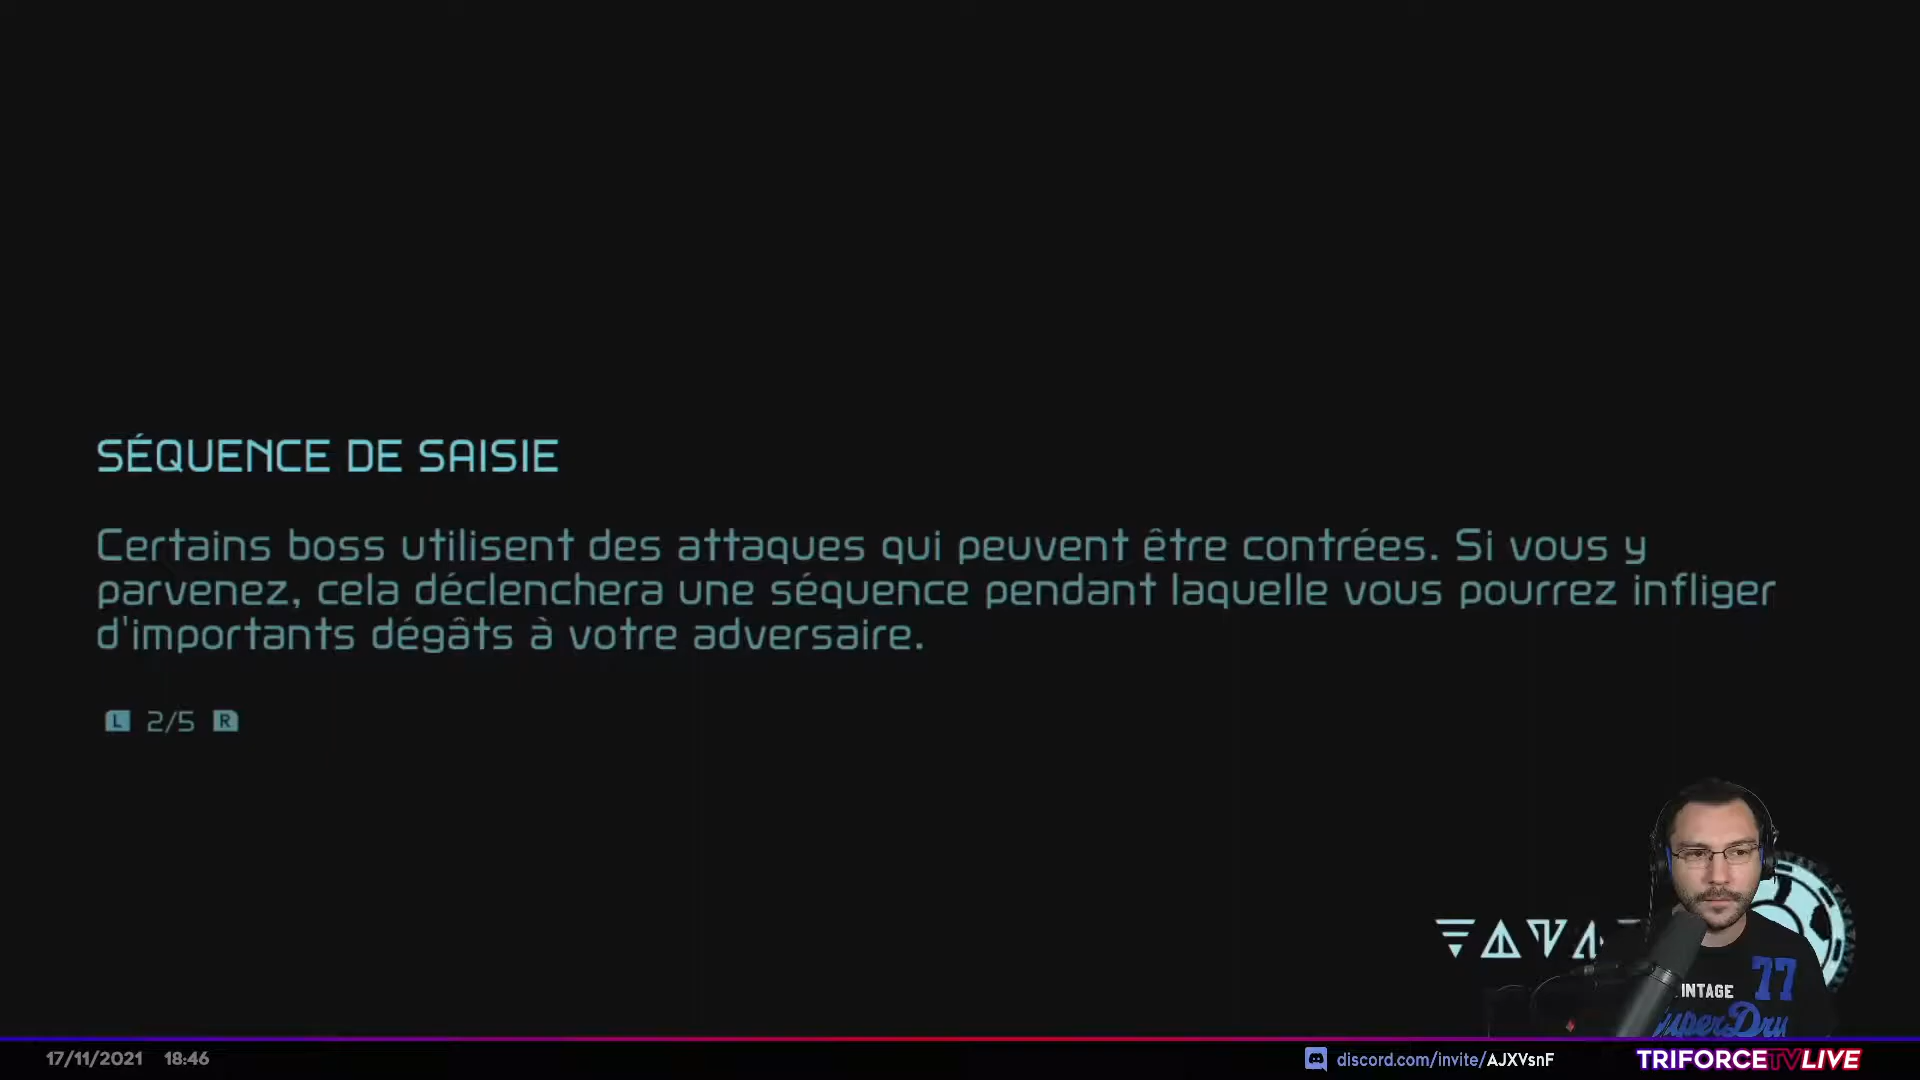 SÉQUENCE DE SAISIE
Certains boss utilisent des attaques qui peuvent être contrées. Si vous y
parvenez, cela déclenchera une séquence pendant laquelle vous pourrez infliger
d'importants dégâts à votre adversaire.
L 2/5 R
77
INTAGE
SuperDry
17/11/2021 18:46
discord.com/invite/AJXVsnF
TRIFORCETVLIVE